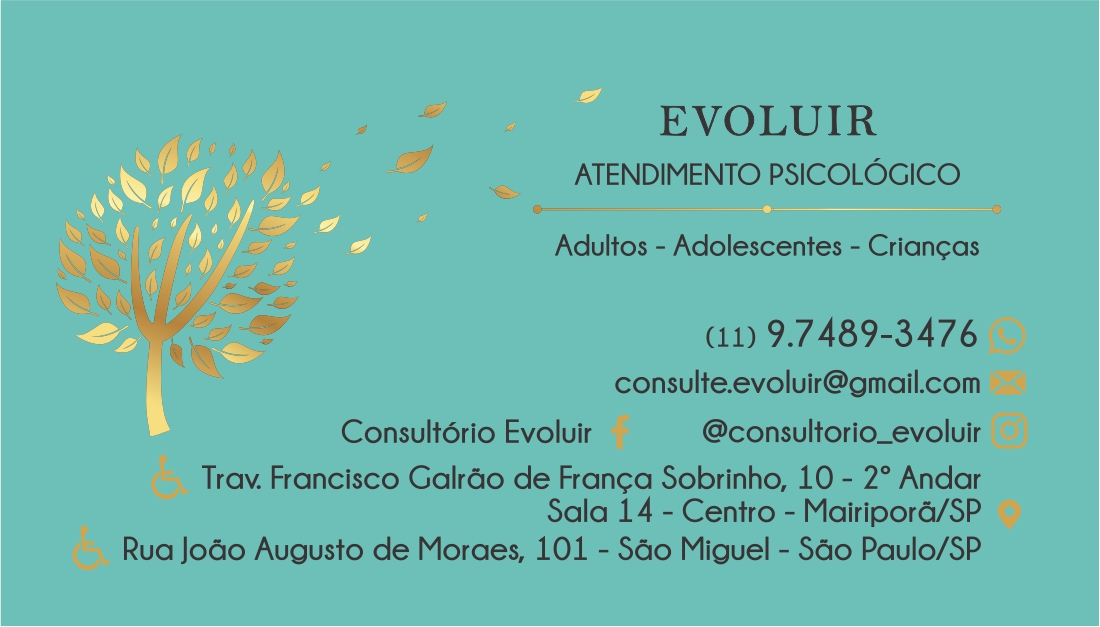 EVOLUIR
ATENDIMENTO PSICOLÓGICO
Adultos - Adolescentes - Crianças
(11) 9.7489-3476
consulte.evoluir@gmail.com
Consultório Evoluir @consultorio_evoluir
Trav. Francisco Galrão de França Sobrinho, 10 - 2° Andar
Sala 14 - Centro - Mairiporã/SP
Rua João Augusto de Moraes, 101 - São Miguel - São Paulo/SP